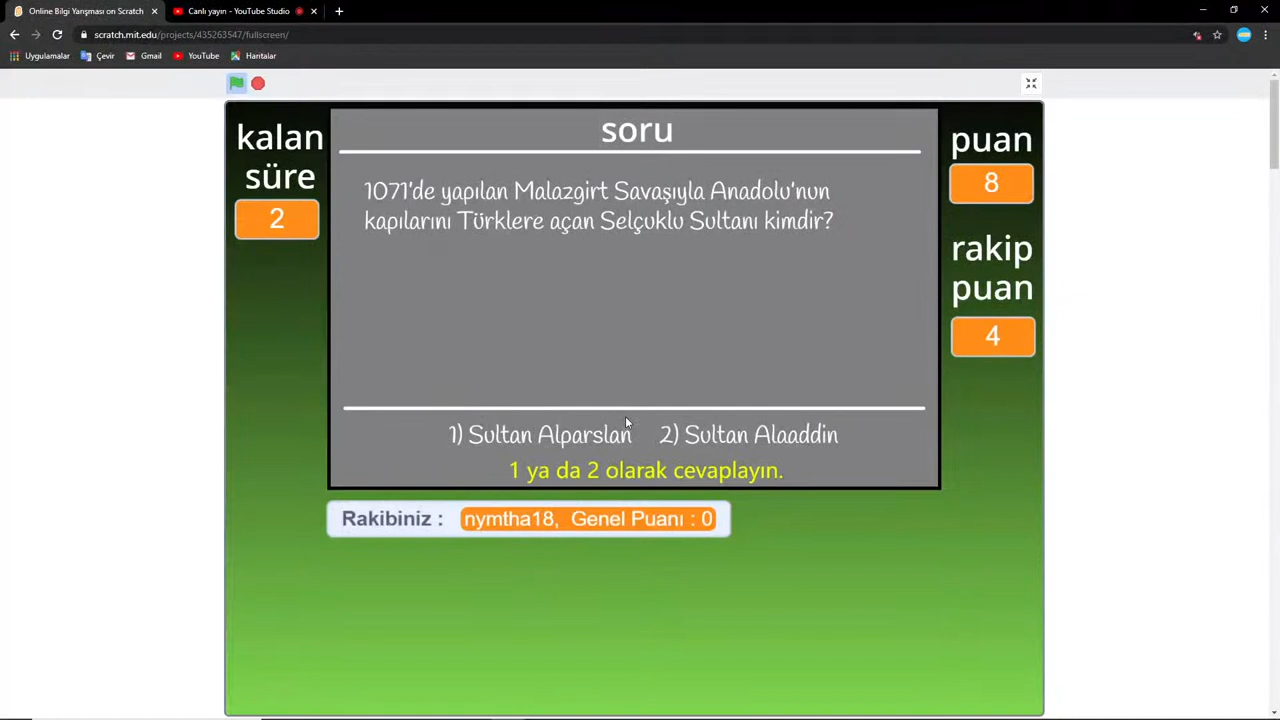 Online Bilgi Yarışması on Scratch
Canlı yayın - YouTube Studio
scratch.mit.edu/projects/435263547/fullscreen/
Uygulamalar
Çevir
Gmail
YouTube
Haritalar
kalan
süre
2
soru
1071'de yapılan Malazgirt Savaşıyla Anadolu'nun
kapılarını Türklere açan Selçuklu Sultanı kimdir?
1) Sultan Alparslan 2) Sultan Alaaddin
1 ya da 2 olarak cevaplayın.
puan
8
rakip
puan
4
Rakibiniz : nymtha18, Genel Puanı : 0